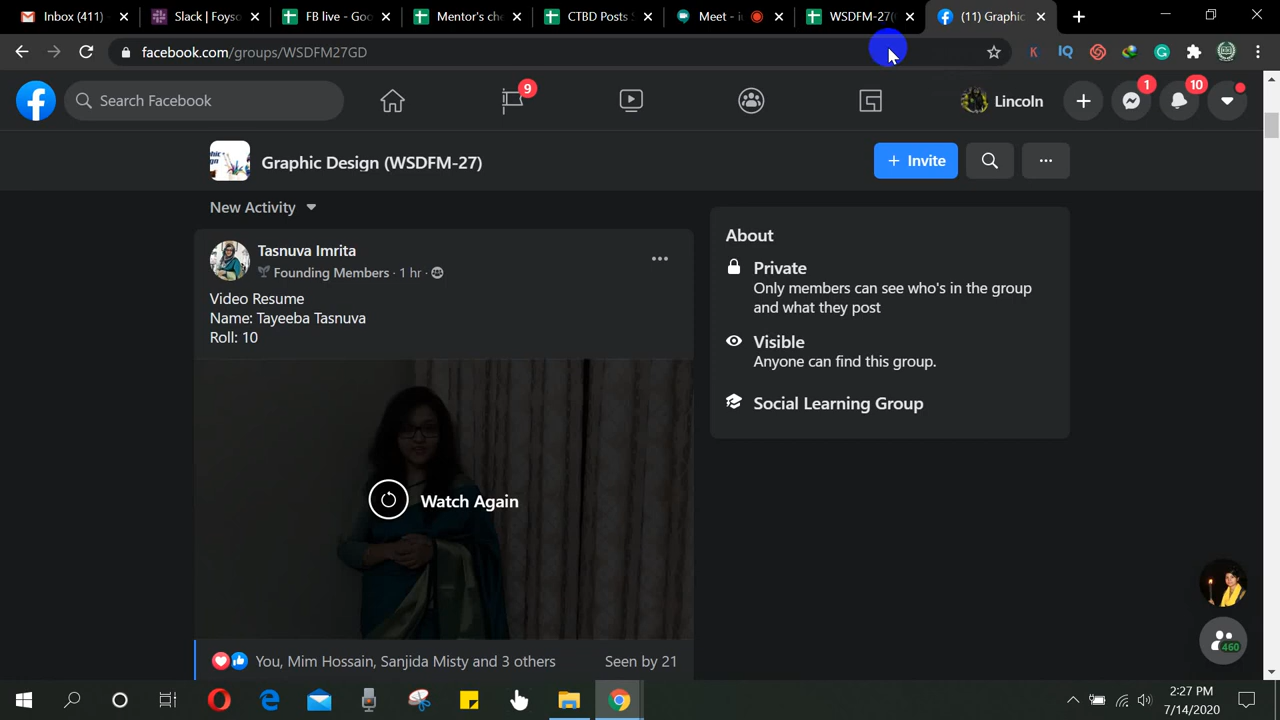 Inbox (411) -
Slack | Foyso
FB live - Goo
Mentor's che
CTBD Posts S
Meet - i
WSDFM-27(
(11) Graphic
facebook.com/groups/WSDFM27GD
Search Facebook
9
Lincoln
1
10
Graphic Design (WSDFM-27)
+ Invite
New Activity
Tasnuva Imrita
Founding Members · 1 hr ·
Video Resume
Name: Tayeeba Tasnuva
Roll: 10
Watch Again
You, Mim Hossain, Sanjida Misty and 3 others
Seen by 21
About
Private
Only members can see who's in the group
and what they post
Visible
Anyone can find this group.
Social Learning Group
460
2:27 PM
7/14/2020